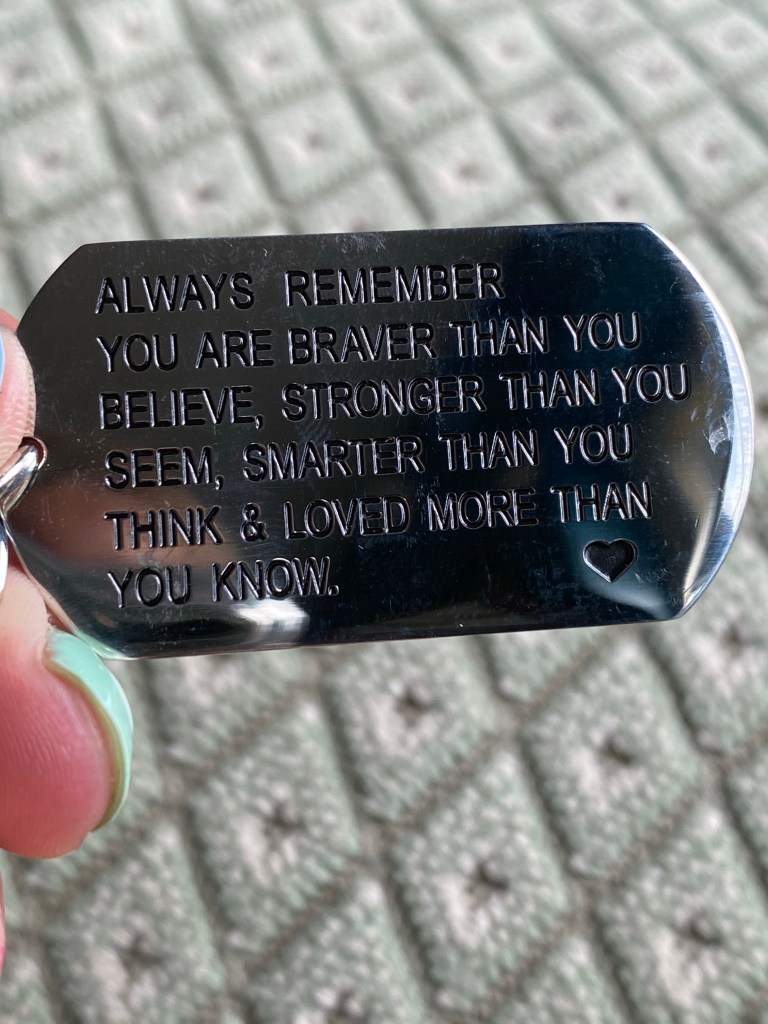 ALWAYS REMEMBER
YOU ARE BRAVER THAN YOU
BELIEVE, STRONGER THAN YOU
SEEM, SMARTER THAN YOU
THINK & LOVED MORE THAN
YOU KNOW.